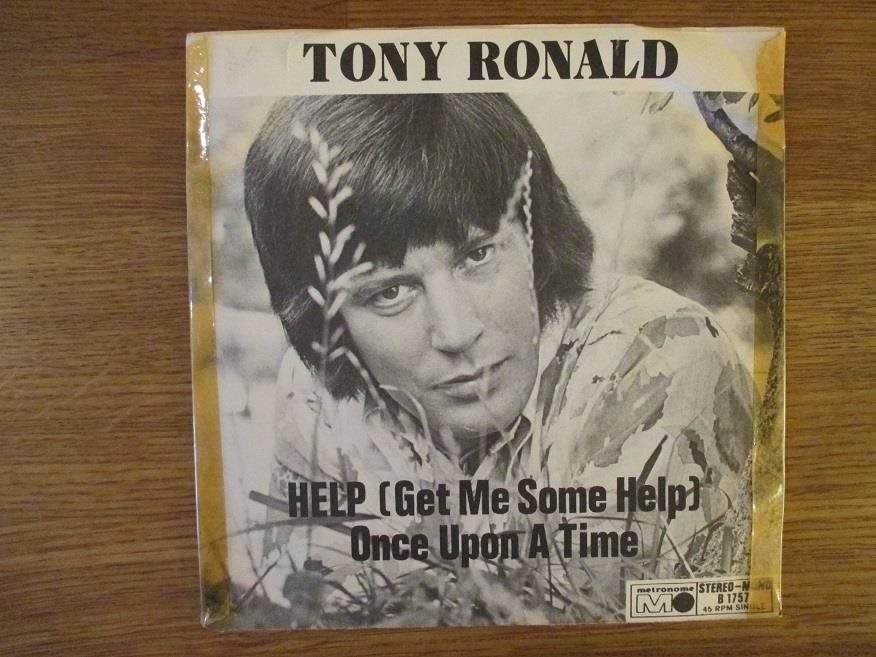 TONY RONALD
HELP (Get Me Some Help)
Once Upon A Time
metronome
STEREO-MONO
B 1757
45 RPM SINGLE